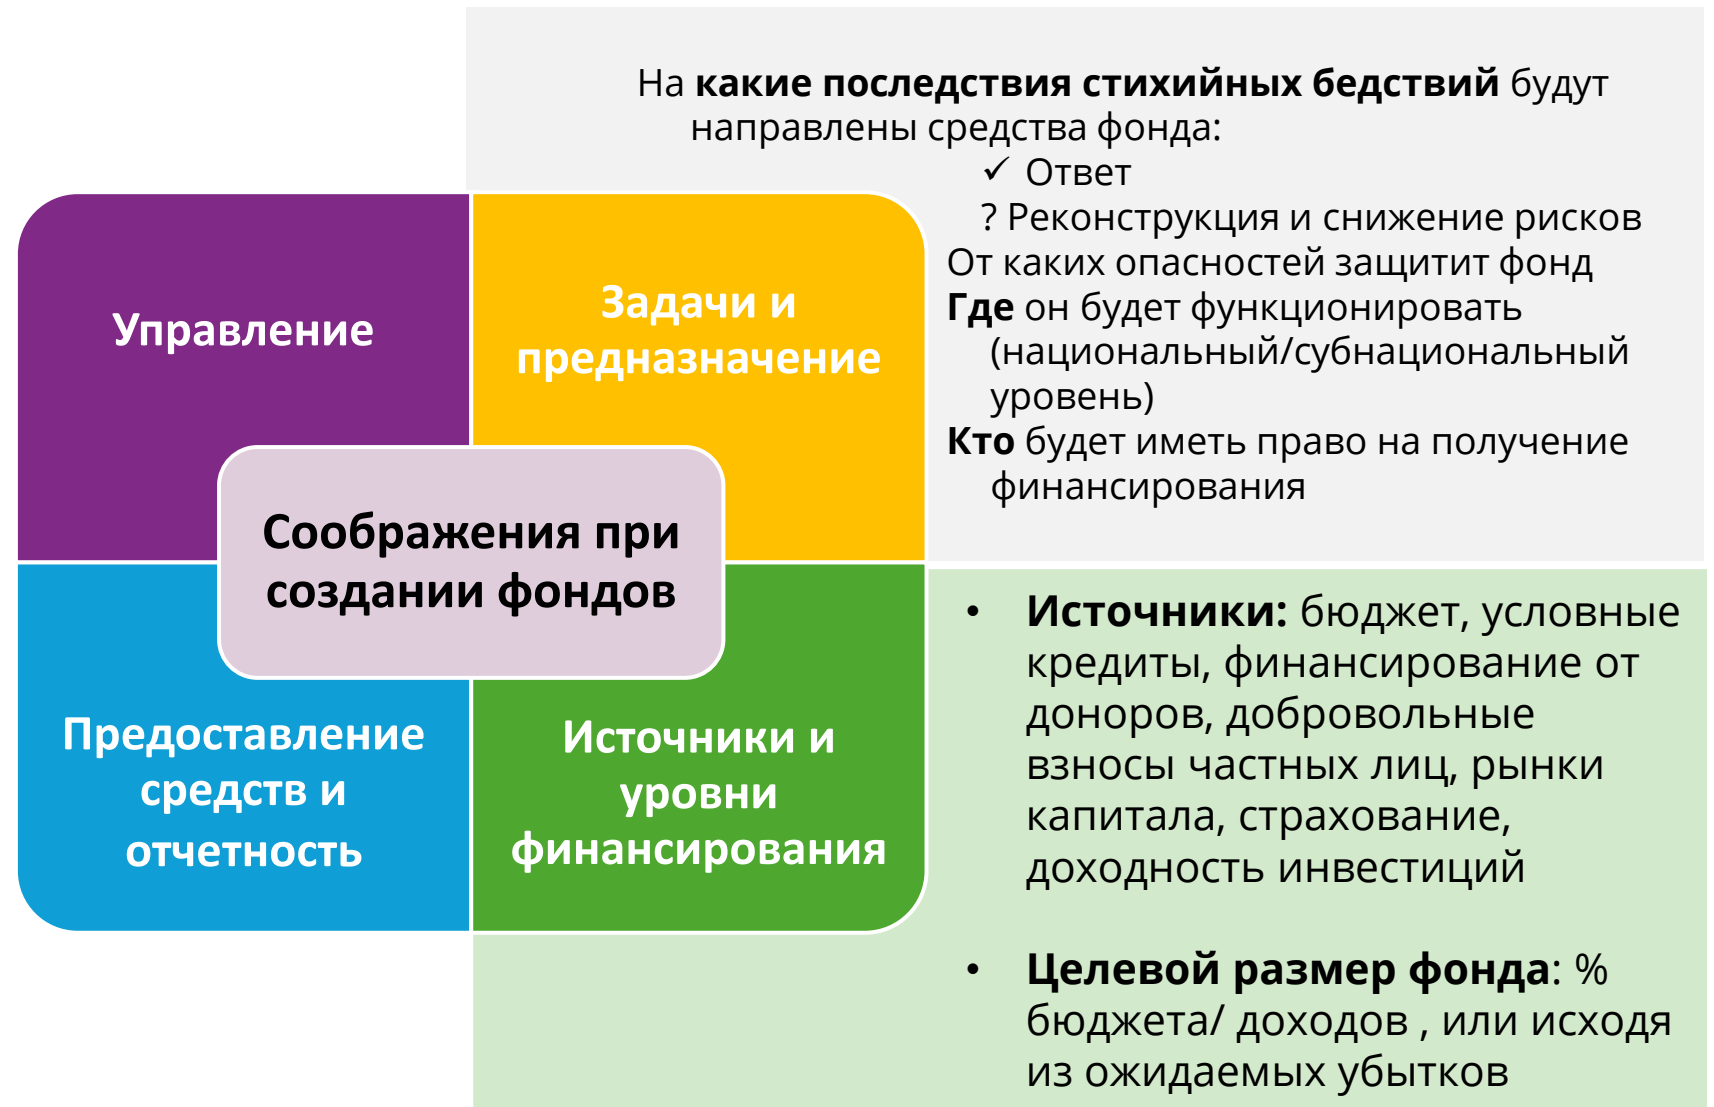 На какие последствия стихийных бедствий будут
направлены средства фонда:
✓ Ответ
? Реконструкция и снижение рисков
От каких опасностей защитит фонд
Где он будет функционировать
(национальный/субнациональный
уровень)
Кто будет иметь право на получение
финансирования
Управление
Задачи и
предназначение
Соображения при
создании фондов
Предоставление
средств и
отчетность
Источники и
уровни
финансирования
• Источники: бюджет, условные
кредиты, финансирование от
доноров, добровольные
взносы частных лиц, рынки
капитала, страхование,
доходность инвестиций
• Целевой размер фонда: %
бюджета/ доходов , или исходя
из ожидаемых убытков